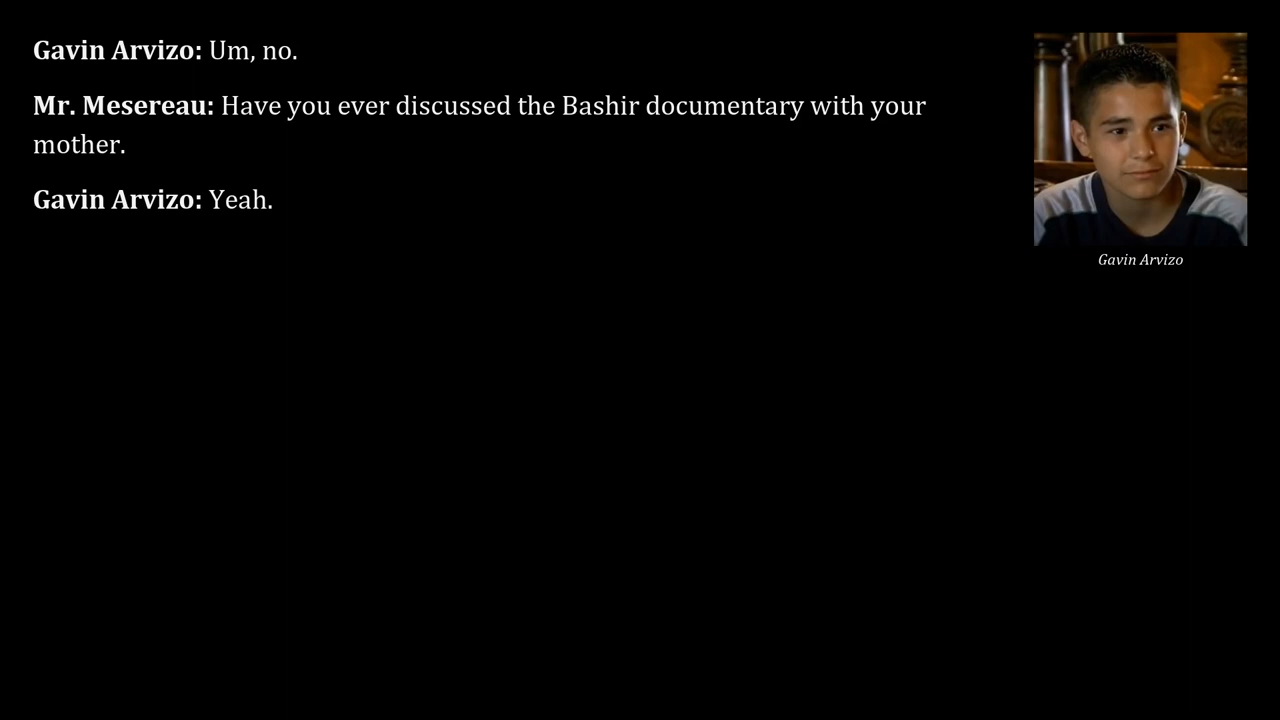 Gavin Arvizo: Um, no.
Mr. Mesereau: Have you ever discussed the Bashir documentary with your
mother.
Gavin Arvizo: Yeah.
Gavin Arvizo